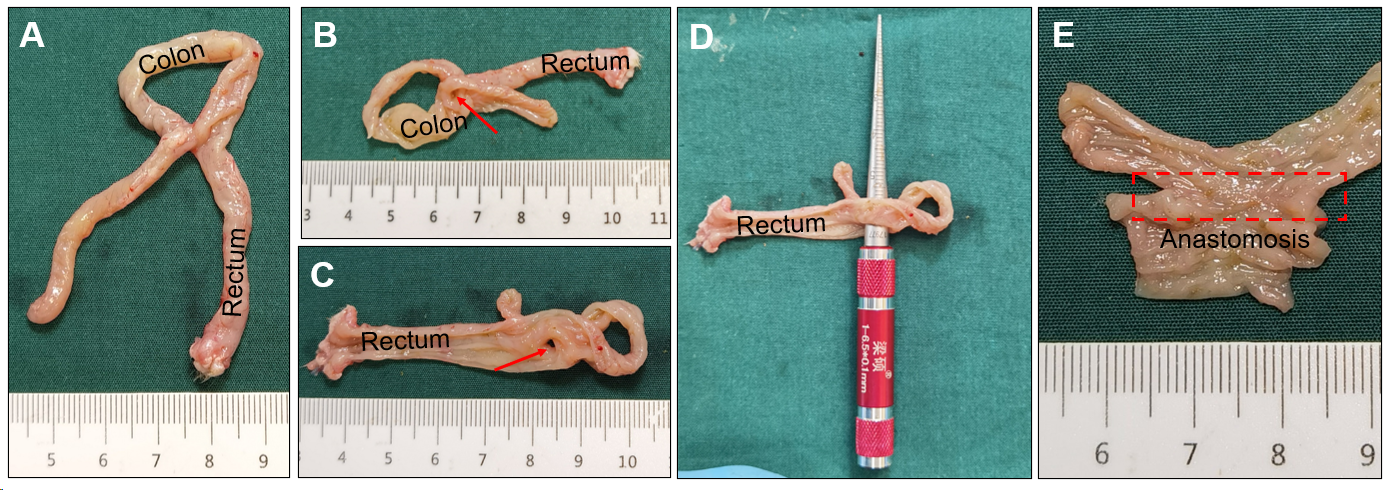 A
Colon
Rectum
5 6 7 8 9
B
Rectum
Colon
3 4 5 6 7 8 9 10 11
C
Rectum
4 5 6 7 8 9 10
D
Rectum
梁硕®
1-6.5*0.1mm
E
Anastomosis
6 7 8 9